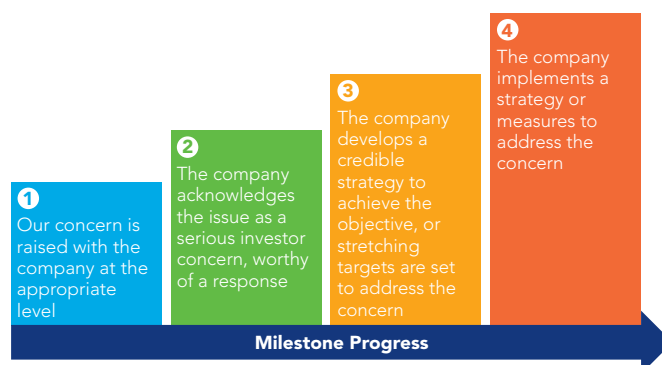 1
Our concern is
raised with the
company at the
appropriate
level
2
The company
acknowledges
the issue as a
serious investor
concern, worthy
of a response
3
The company
develops a
credible
strategy to
achieve the
objective, or
stretching
targets are set
to address the
concern
4
The company
implements a
strategy or
measures to
address the
concern
Milestone Progress